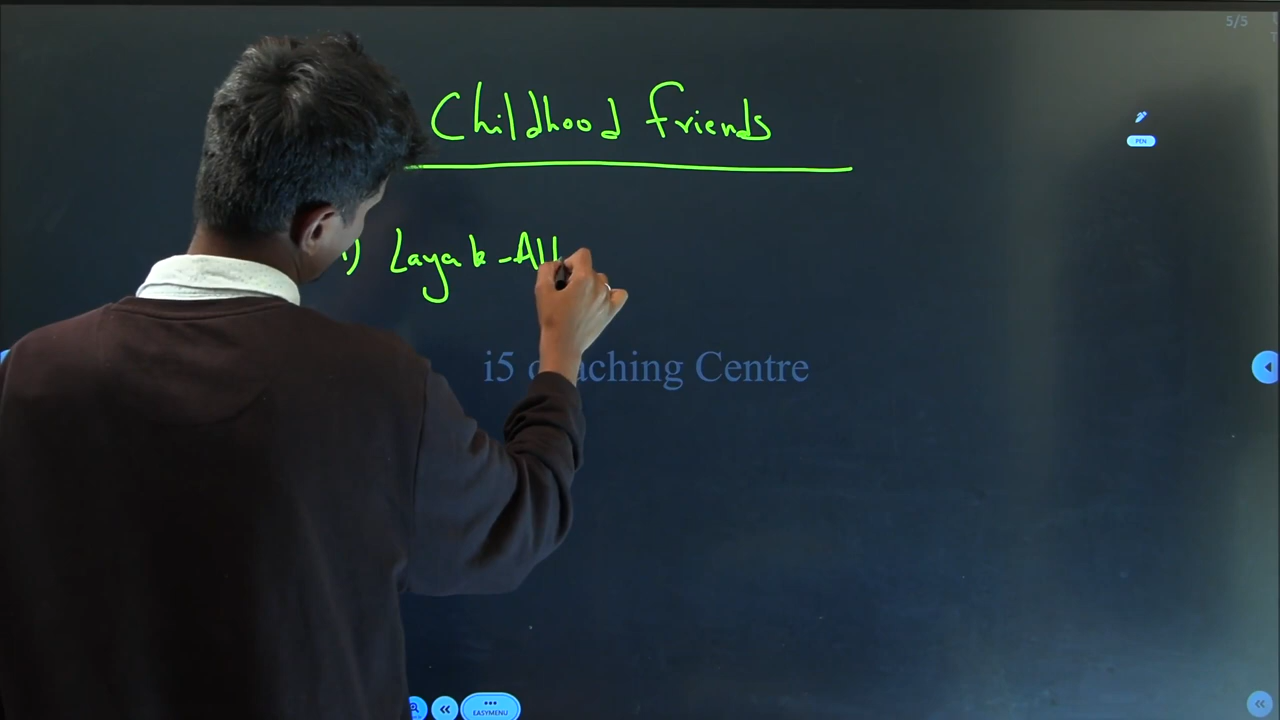 5/5
Childhood friends
1) Layak - All
PEN
i5 coaching Centre
EASYMENU